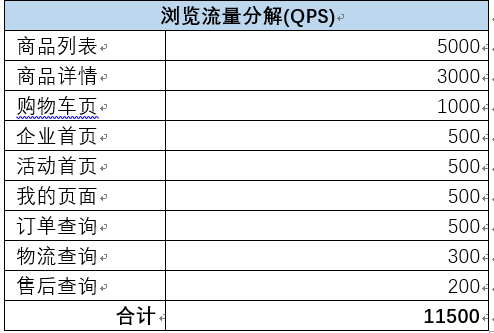 浏览流量分解(QPS)
商品列表 5000
商品详情 3000
购物车页 1000
企业首页 500
活动首页 500
我的页面 500
订单查询 500
物流查询 300
售后查询 200
合计 11500